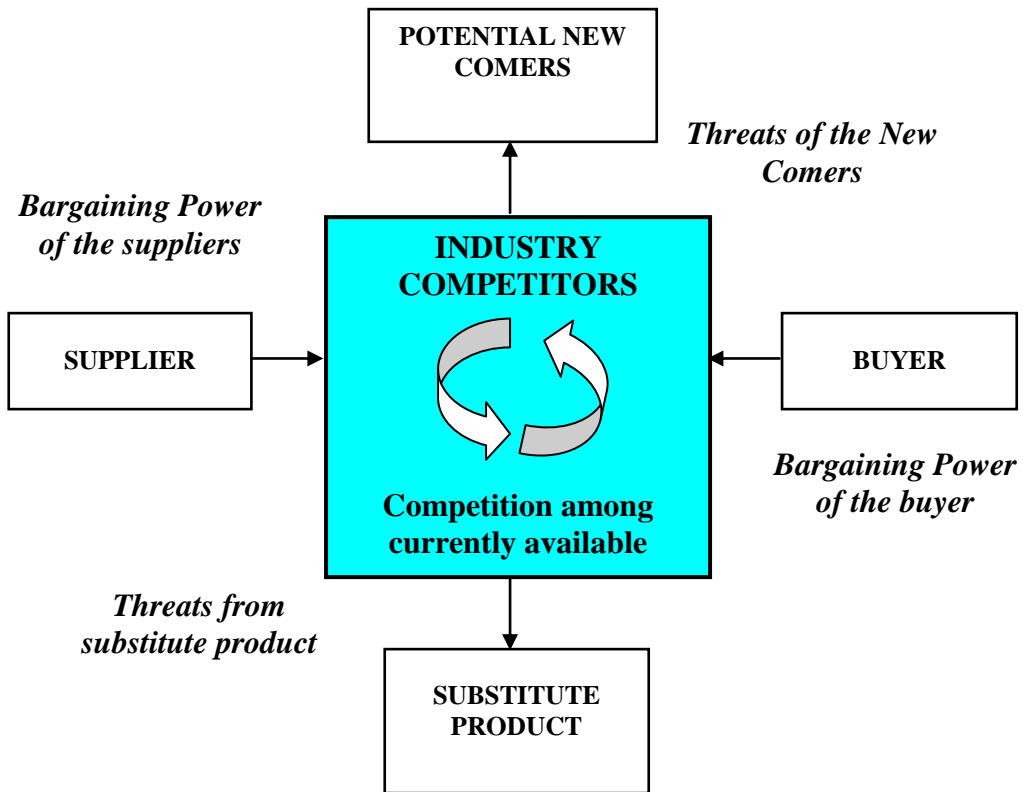 POTENTIAL NEW
COMERS
Threats of the New
Comers
Bargaining Power
of the suppliers
INDUSTRY
COMPETITORS
SUPPLIER
BUYER
Bargaining Power
of the buyer
Competition among
currently available
Threats from
substitute product
SUBSTITUTE
PRODUCT